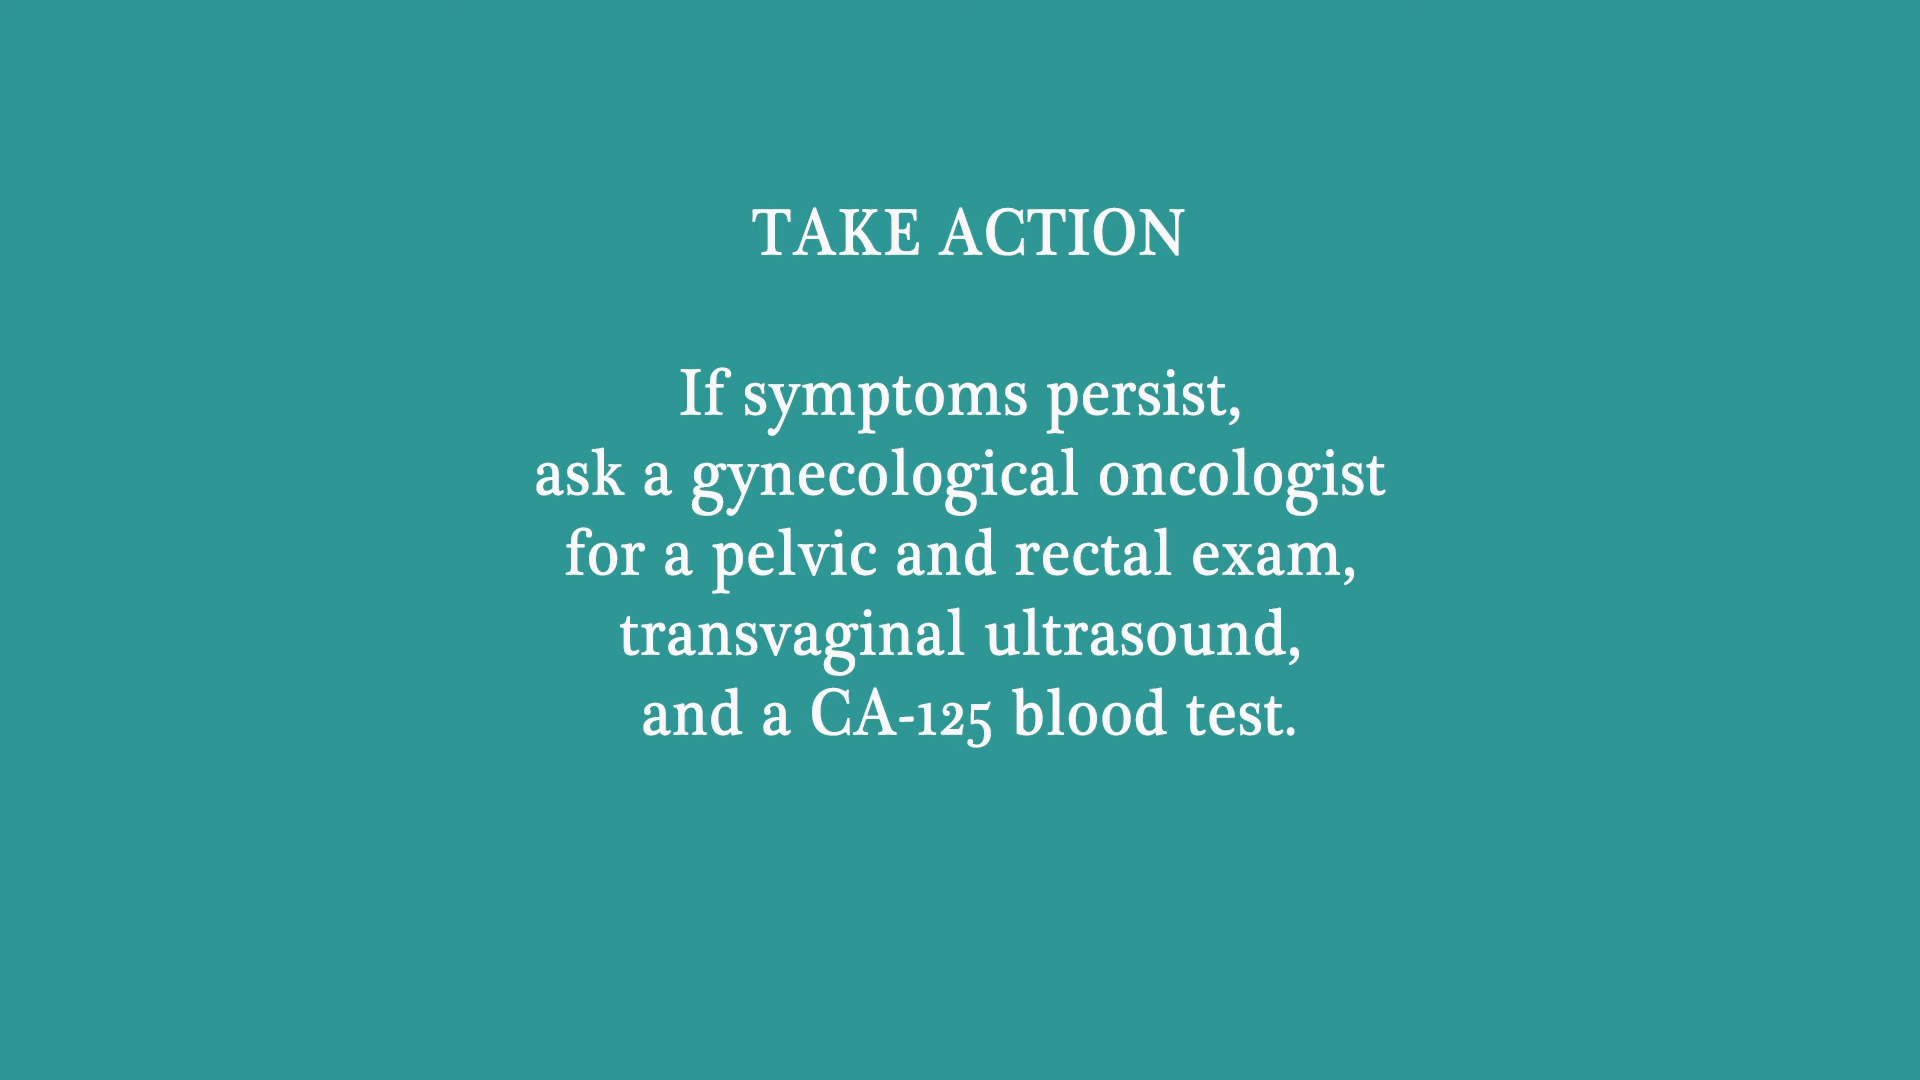 TAKE ACTION
If symptoms persist,
ask a gynecological oncologist
for a pelvic and rectal exam,
transvaginal ultrasound,
and a CA-125 blood test.